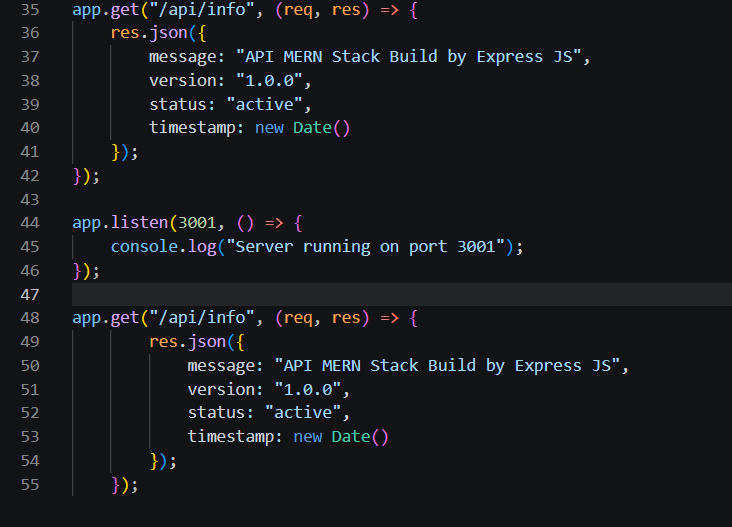 35 app.get("/api/info", (req, res) => {
36     res.json({
37         message: "API MERN Stack Build by Express JS",
38         version: "1.0.0",
39         status: "active",
40         timestamp: new Date()
41     });
42 });
43
44 app.listen(3001, () => {
45     console.log("Server running on port 3001");
46 });
47
48 app.get("/api/info", (req, res) => {
49         res.json({
50             message: "API MERN Stack Build by Express JS",
51             version: "1.0.0",
52             status: "active",
53             timestamp: new Date()
54         });
55     });